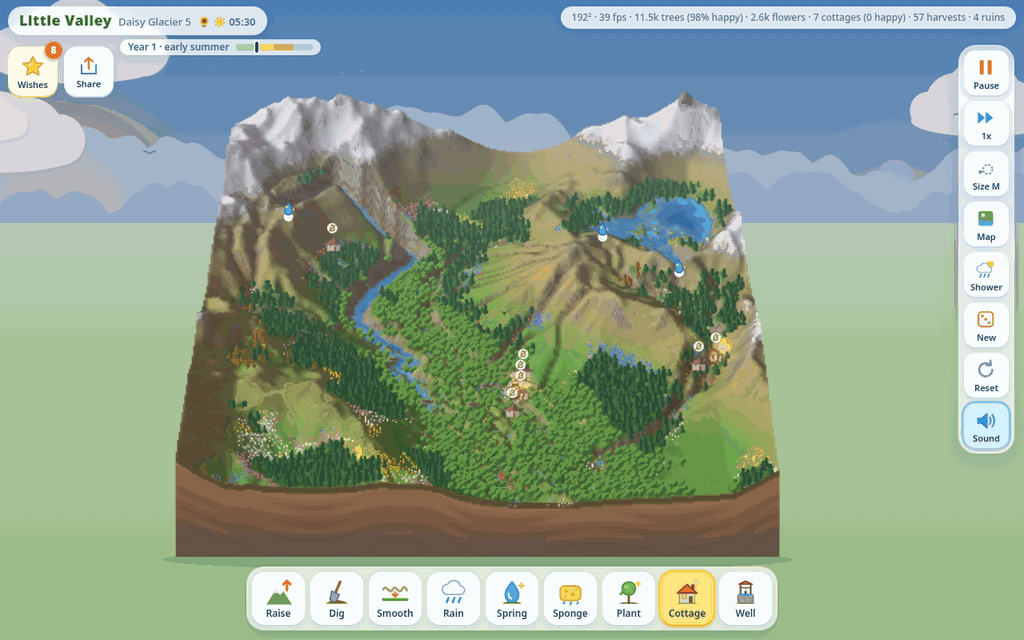 Little Valley Daisy Glacier 5 05:30
192² · 39 fps · 11.5k trees (98% happy) · 2.6k flowers · 7 cottages (0 happy) · 57 harvests · 4 ruins
Year 1 · early summer
8
Wishes
Share
Pause
1x
Size M
Map
Shower
New
Reset
Sound
Raise
Dig
Smooth
Rain
Spring
Sponge
Plant
Cottage
Well